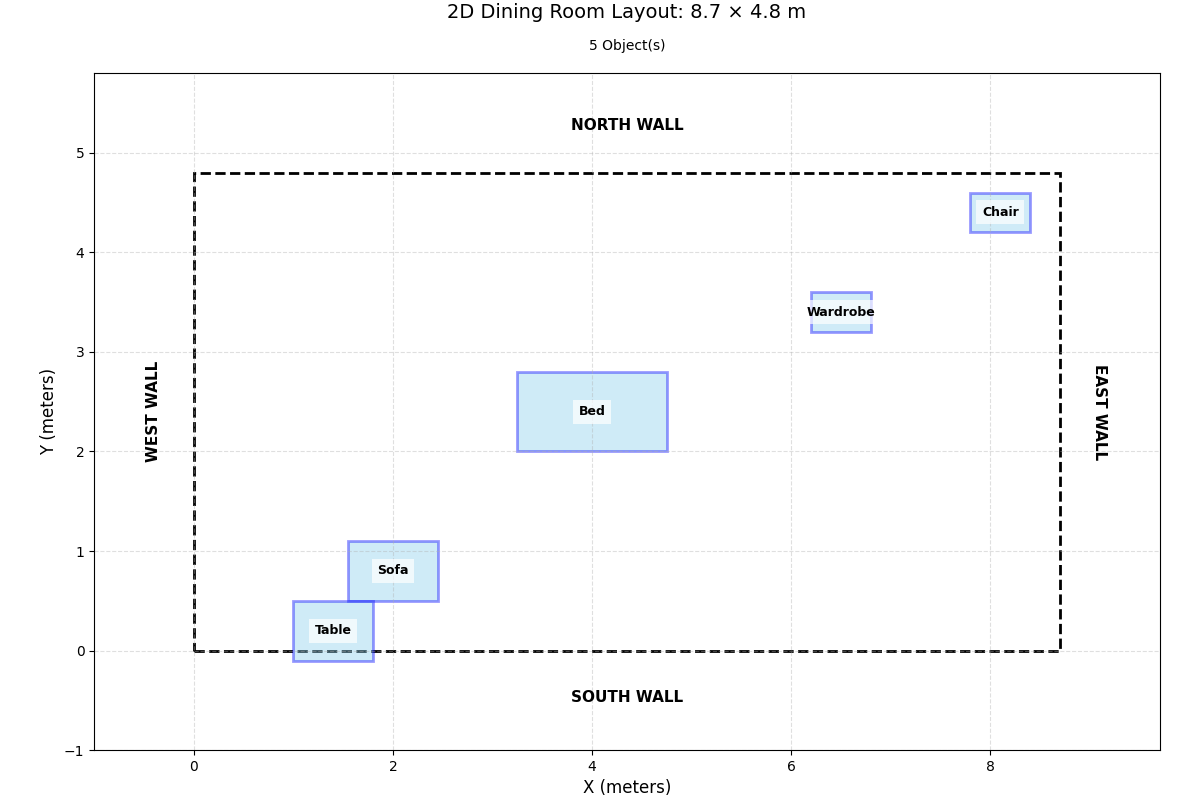 2D Dining Room Layout: 8.7 × 4.8 m
5 Object(s)
NORTH WALL
5
Chair
4
Wardrobe
3
WEST WALL
EAST WALL
Y (meters)
Bed
2
1
Sofa
Table
0
SOUTH WALL
−1
0
2
4
6
8
X (meters)